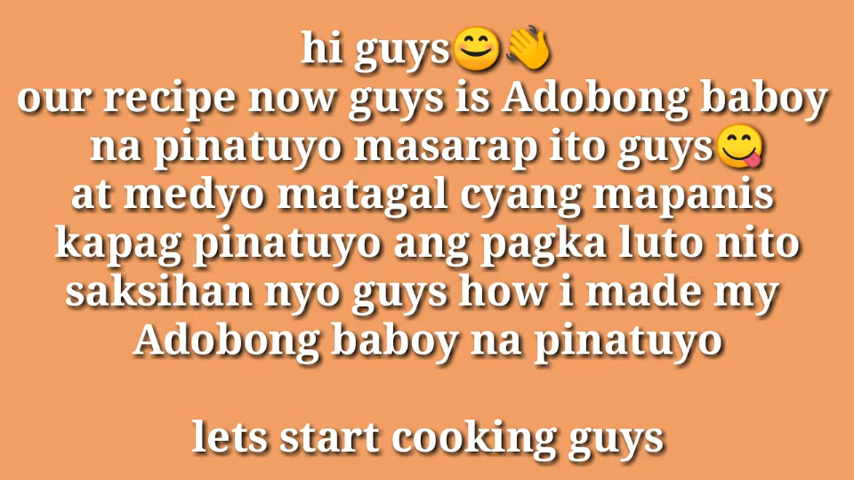 hi guys😊👋
our recipe now guys is Adobong baboy
na pinatuyo masarap ito guys😋
at medyo matagal cyang mapanis
kapag pinatuyo ang pagka luto nito
saksihan nyo guys how i made my
Adobong baboy na pinatuyo
lets start cooking guys